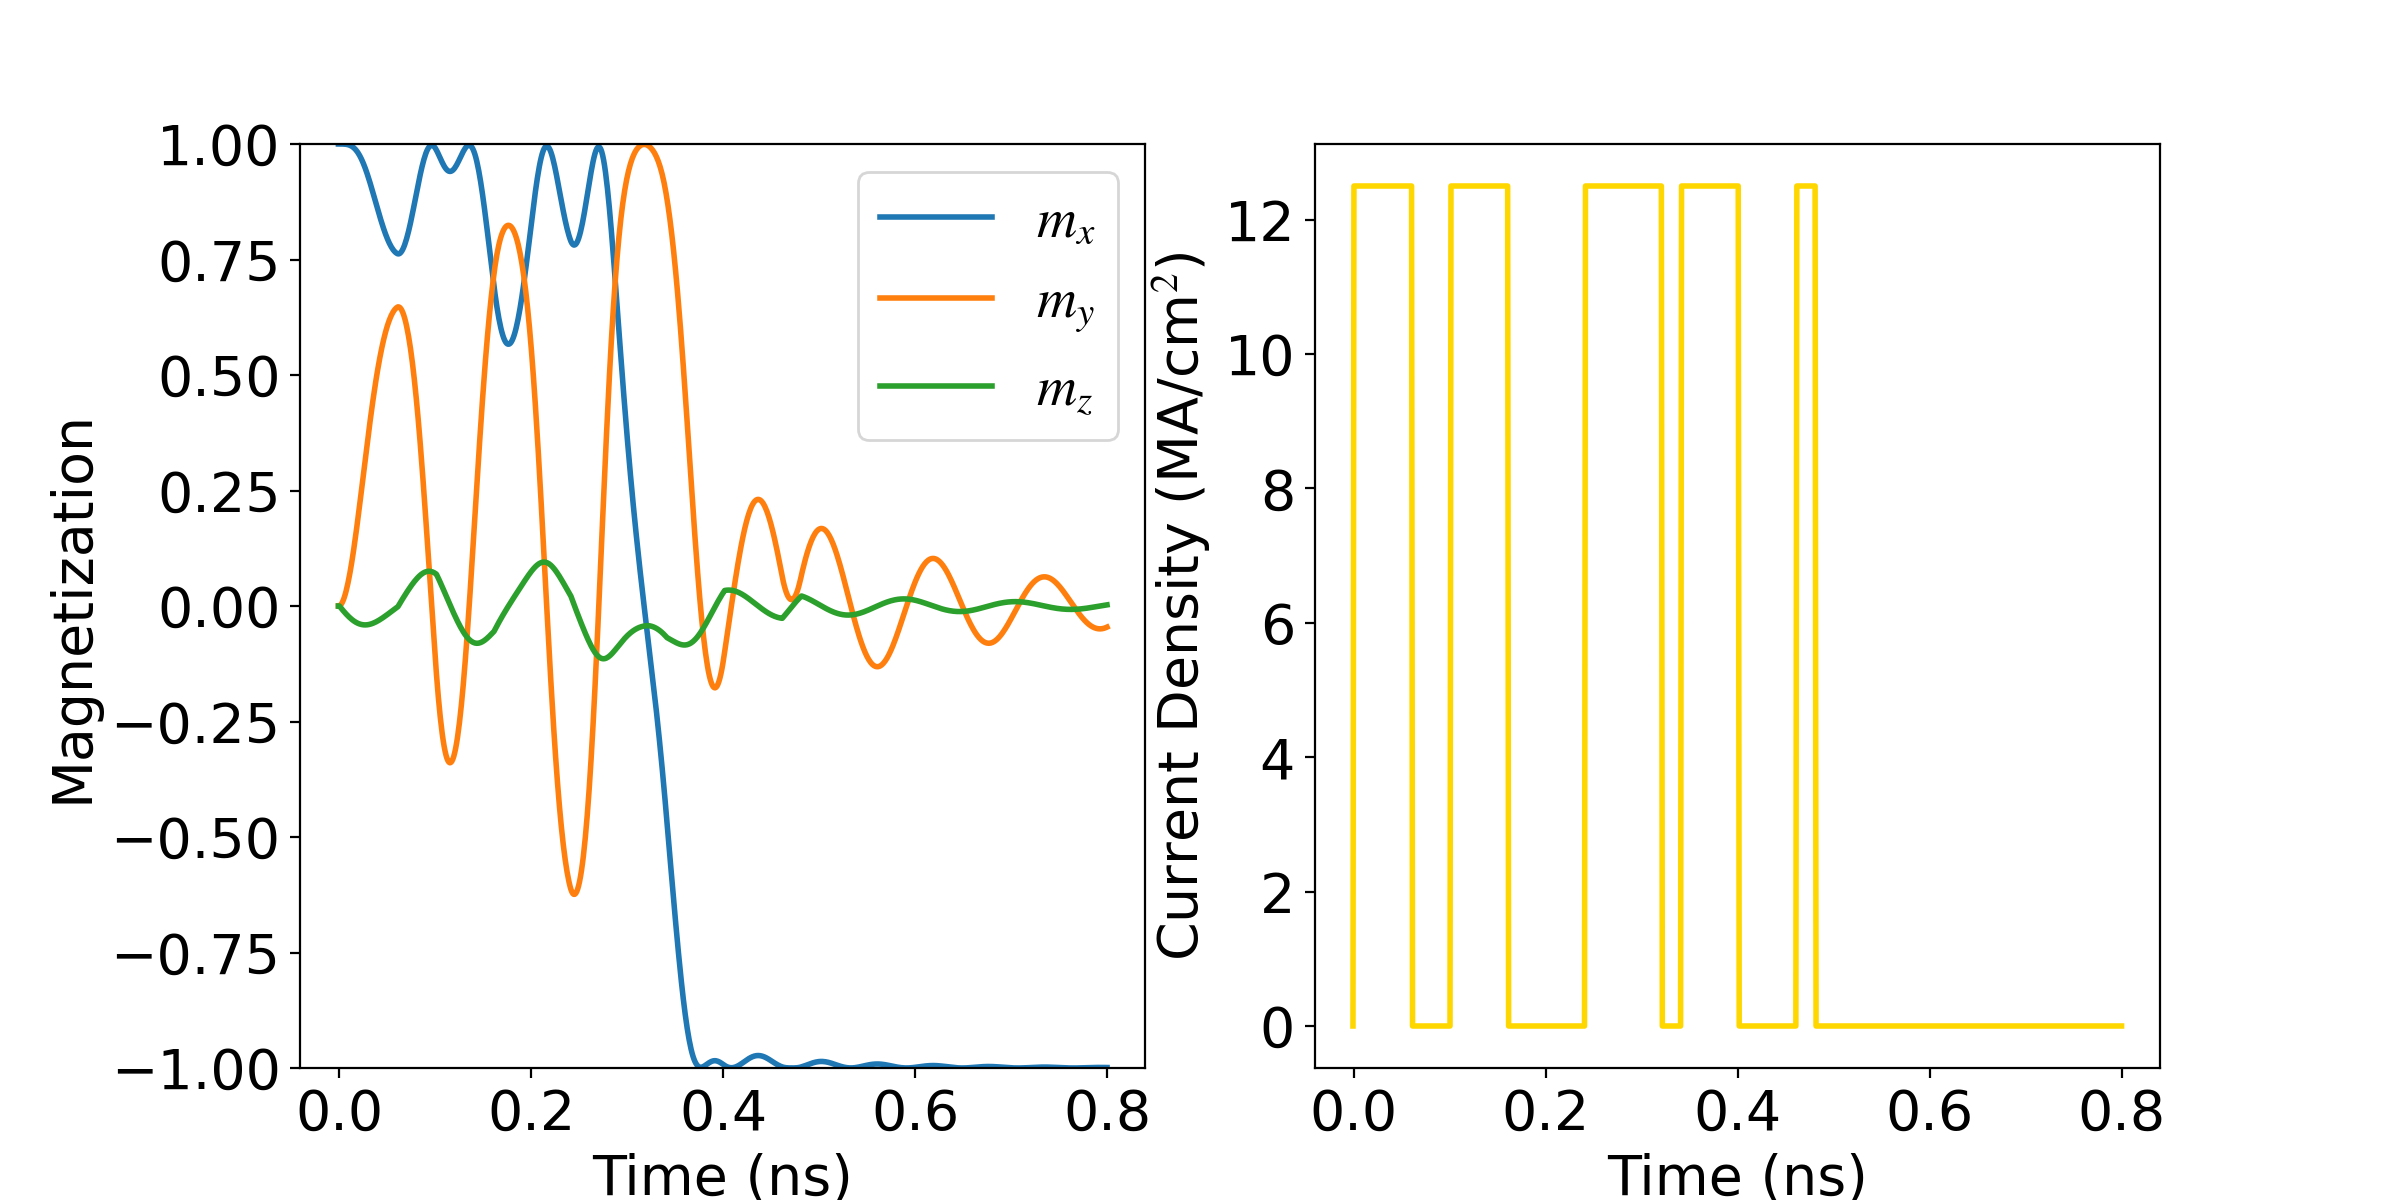 Magnetization
1.00
0.75
0.50
0.25
0.00
−0.25
−0.50
−0.75
−1.00
0.0 0.2 0.4 0.6 0.8
Time (ns)
m_x
m_y
m_z
Current Density (MA/cm²)
12
10
8
6
4
2
0
0.0 0.2 0.4 0.6 0.8
Time (ns)